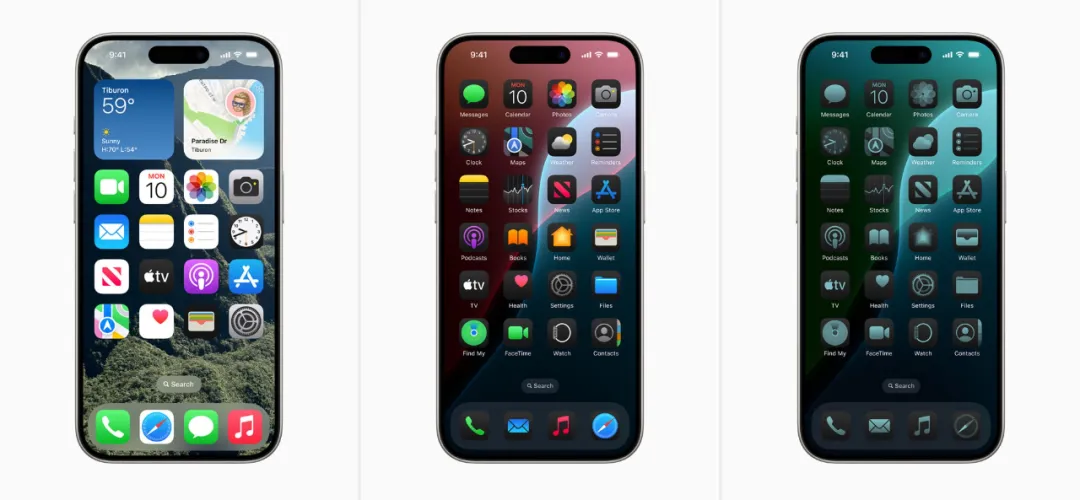 9:41
Tiburon
59°
Sunny
H:70° L:54°
Paradise Dr
Tiburon
MON
10
tv
Search
9:41
MON
10
Messages Calendar Photos Camera
Clock Maps Weather Reminders
Notes Stocks News App Store
Podcasts Books Home Wallet
tv
TV Health Settings Files
Find My FaceTime Watch Contacts
Search
9:41
MON
10
Messages Calendar Photos Camera
Clock Maps Weather Reminders
Notes Stocks News App Store
Podcasts Books Home Wallet
tv
TV Health Settings Files
Find My FaceTime Watch Contacts
Search